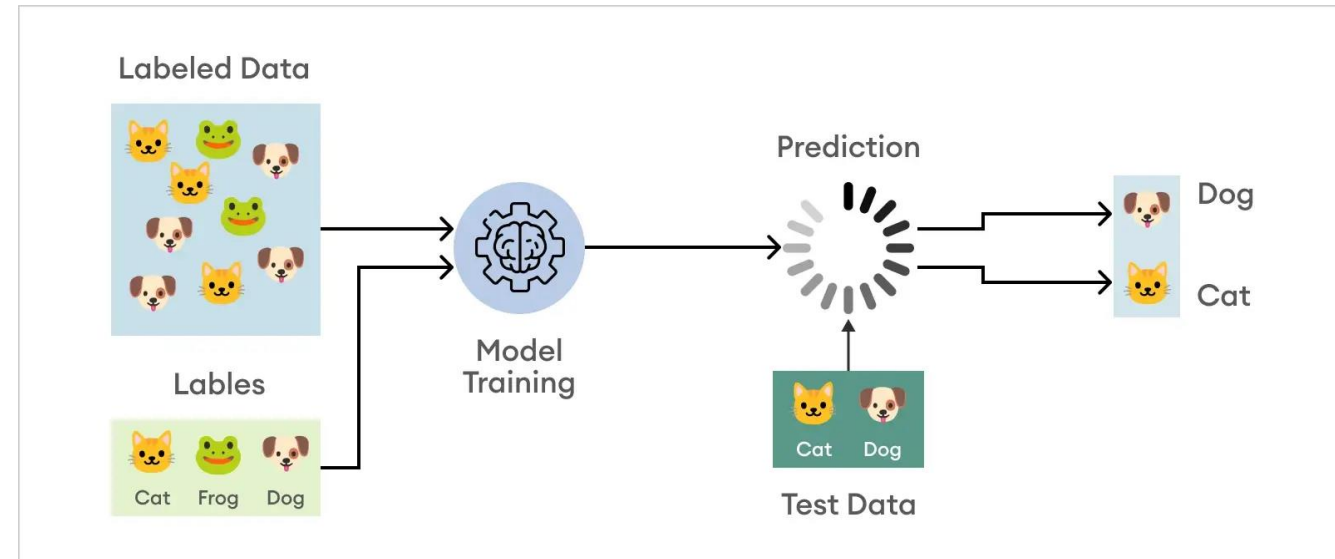 Labeled Data
Lables
Cat Frog Dog
Model
Training
Prediction
Cat Dog
Test Data
Dog
Cat